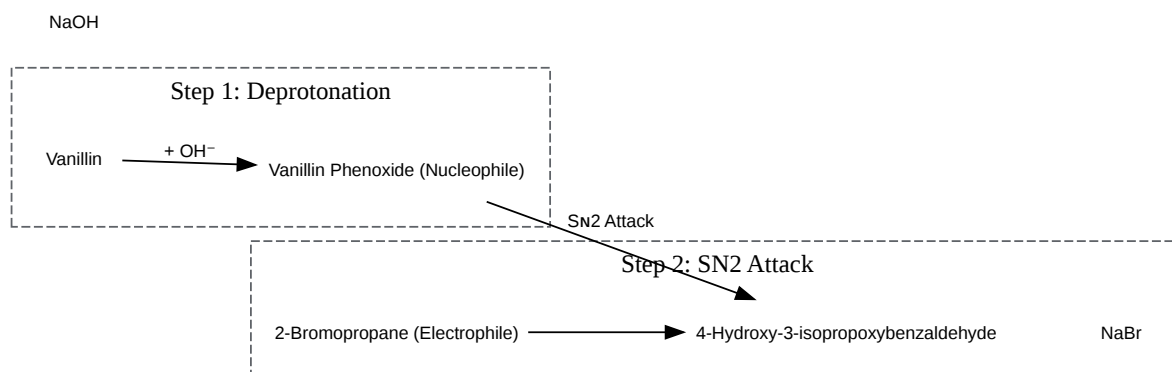 NaOH
Step 1: Deprotonation
Vanillin
+ OH⁻
Vanillin Phenoxide (Nucleophile)
Sɴ2 Attack
Step 2: SN2 Attack
2-Bromopropane (Electrophile)
4-Hydroxy-3-isopropoxybenzaldehyde
NaBr